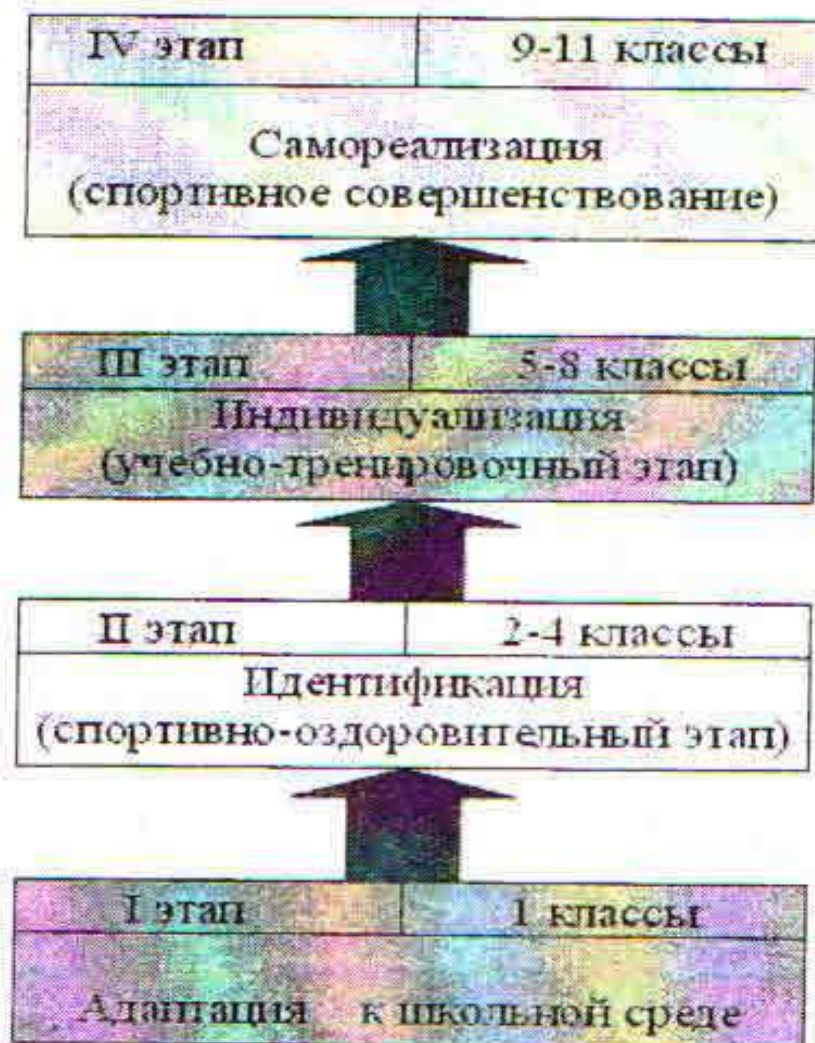 IV этап 9-11 классы
Самореализация
(спортивное совершенствование)
III этап 5-8 классы
Индивидуализация
(учебно-тренировочный этап)
II этап 2-4 классы
Идентификация
(спортивно-оздоровительный этап)
I этап 1 классы
Адаптация к школьной среде